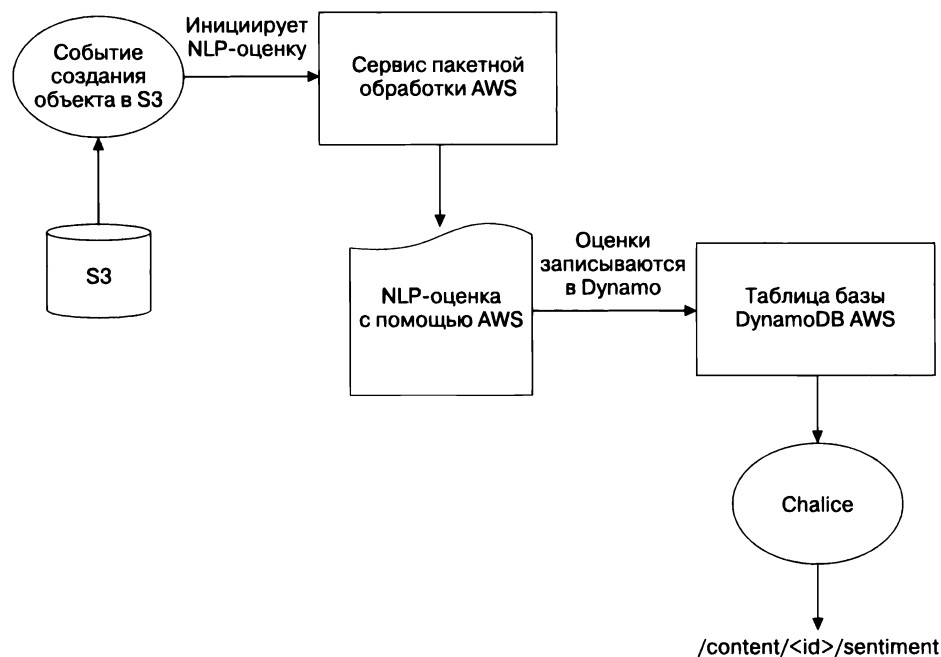 Инициирует
NLP-оценку
Событие
создания
объекта в S3
Сервис пакетной
обработки AWS
S3
NLP-оценка
с помощью AWS
Оценки
записываются
в Dynamo
Таблица базы
DynamoDB AWS
Chalice
/content/<id>/sentiment